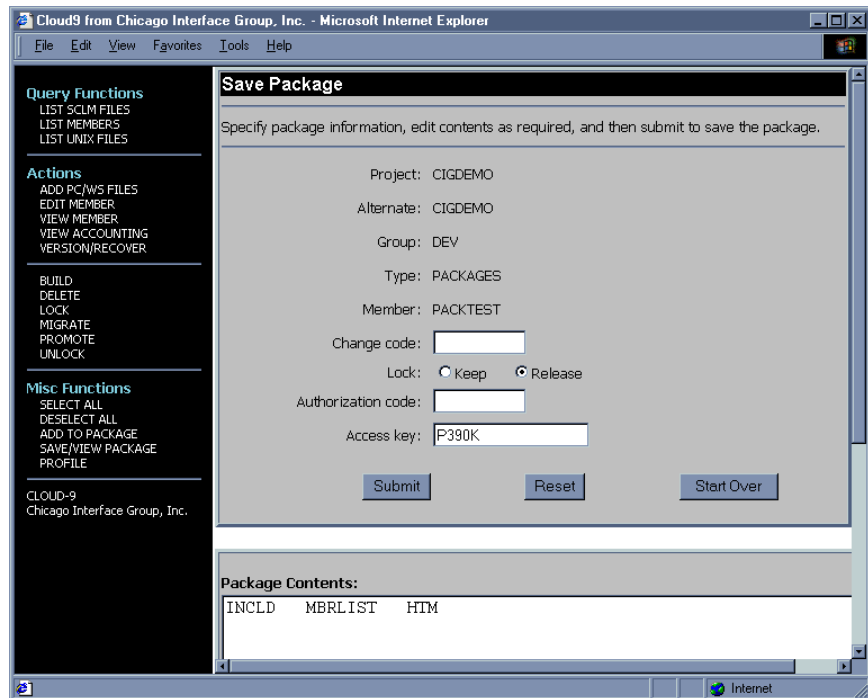 Cloud9 from Chicago Interface Group, Inc. - Microsoft Internet Explorer
File Edit View Favorites Tools Help
Query Functions
LIST SCLM FILES
LIST MEMBERS
LIST UNIX FILES
Actions
ADD PC/WS FILES
EDIT MEMBER
VIEW MEMBER
VIEW ACCOUNTING
VERSION/RECOVER
BUILD
DELETE
LOCK
MIGRATE
PROMOTE
UNLOCK
Misc Functions
SELECT ALL
DESELECT ALL
ADD TO PACKAGE
SAVE/VIEW PACKAGE
PROFILE
CLOUD-9
Chicago Interface Group, Inc.
Save Package
Specify package information, edit contents as required, and then submit to save the package.
Project: CIGDEMO
Alternate: CIGDEMO
Group: DEV
Type: PACKAGES
Member: PACKTEST
Change code:
Lock: Keep Release
Authorization code:
Access key: P390K
Submit Reset Start Over
Package Contents:
INCLD MBRLIST HTM
Internet